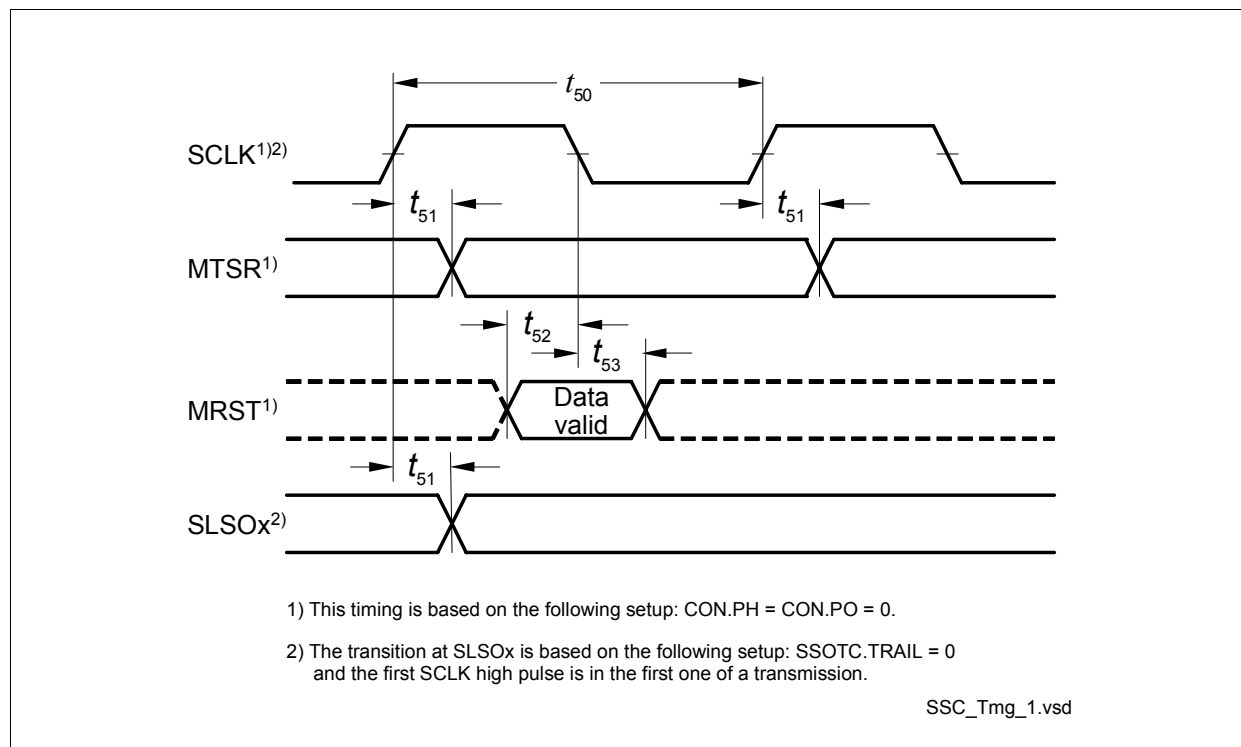 t50
SCLK1)2)
t51
t51
MTSR1)
t52
t53
MRST1)
Data
valid
t51
SLSOx2)
1) This timing is based on the following setup: CON.PH = CON.PO = 0.
2) The transition at SLSOx is based on the following setup: SSOTC.TRAIL = 0
and the first SCLK high pulse is in the first one of a transmission.
SSC_Tmg_1.vsd